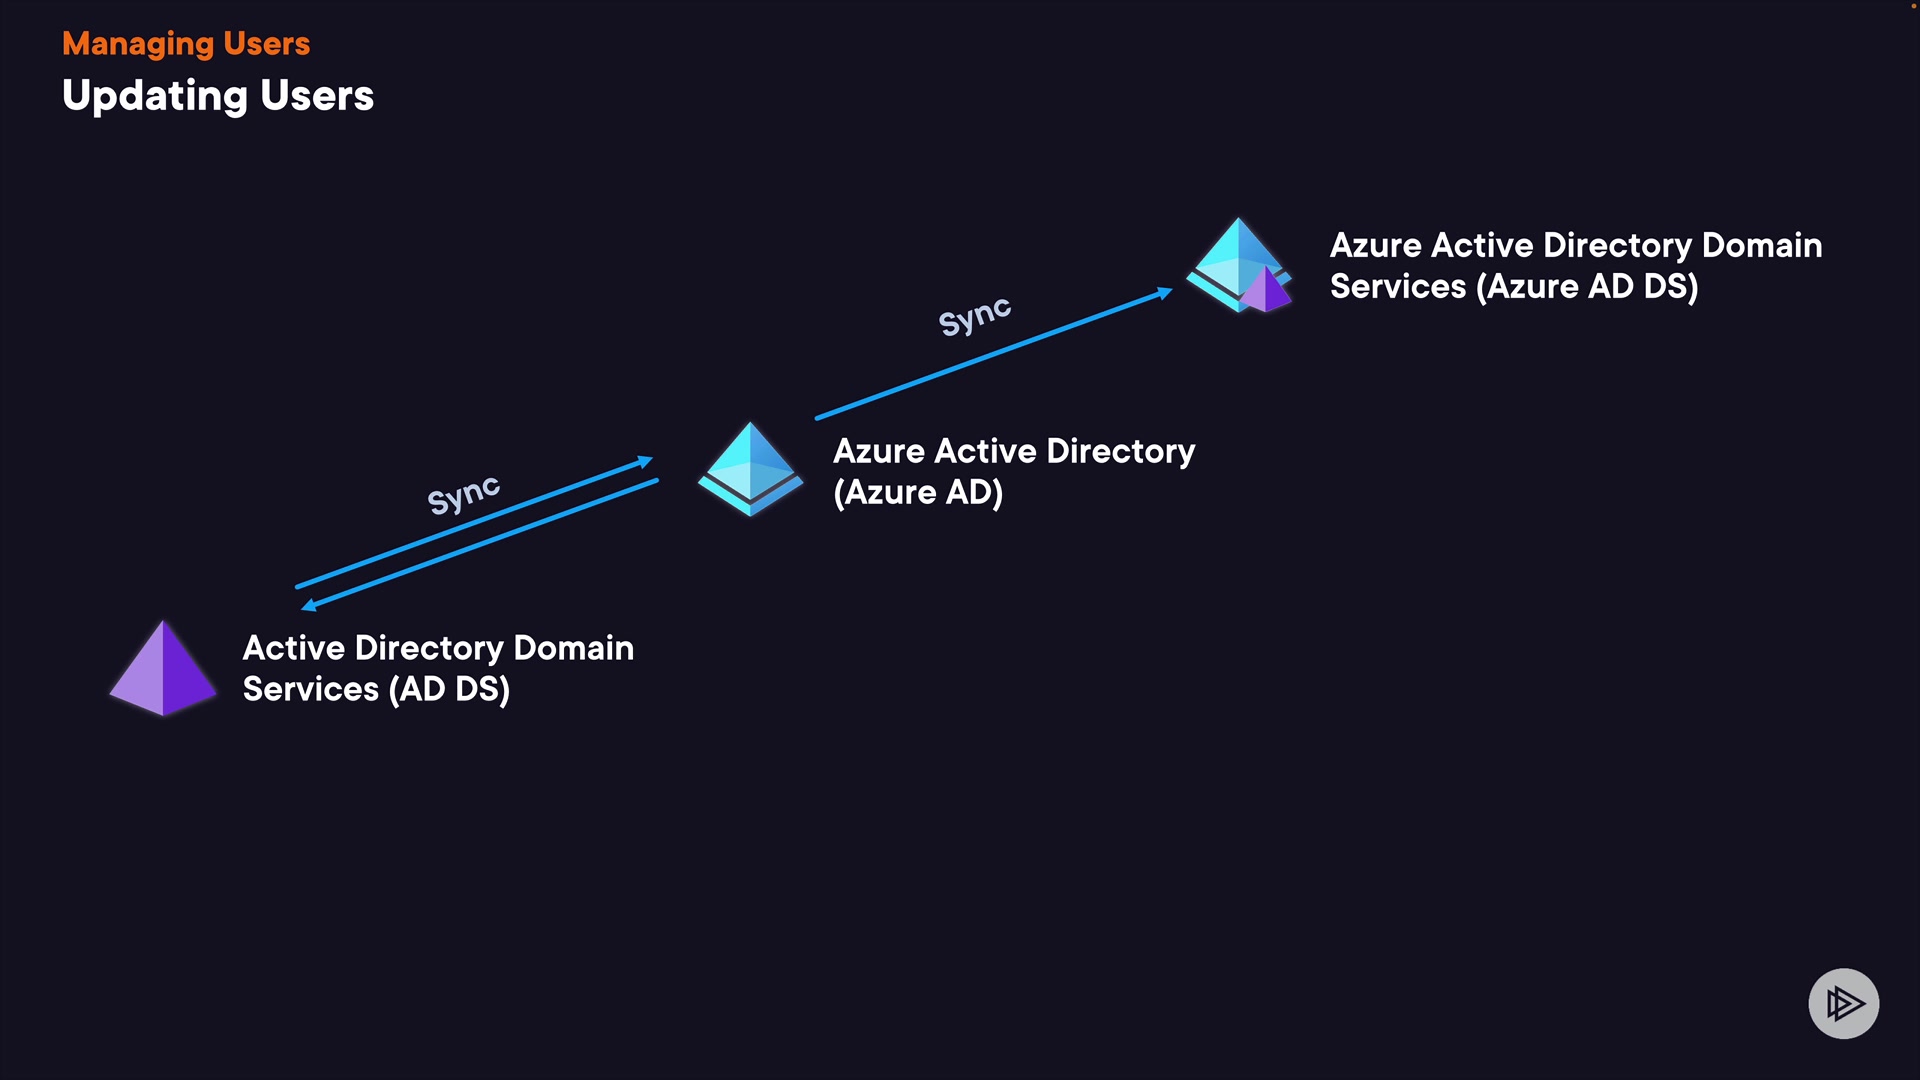 Managing Users
Updating Users
Azure Active Directory Domain
Services (Azure AD DS)
Sync
Azure Active Directory
(Azure AD)
Sync
Active Directory Domain
Services (AD DS)